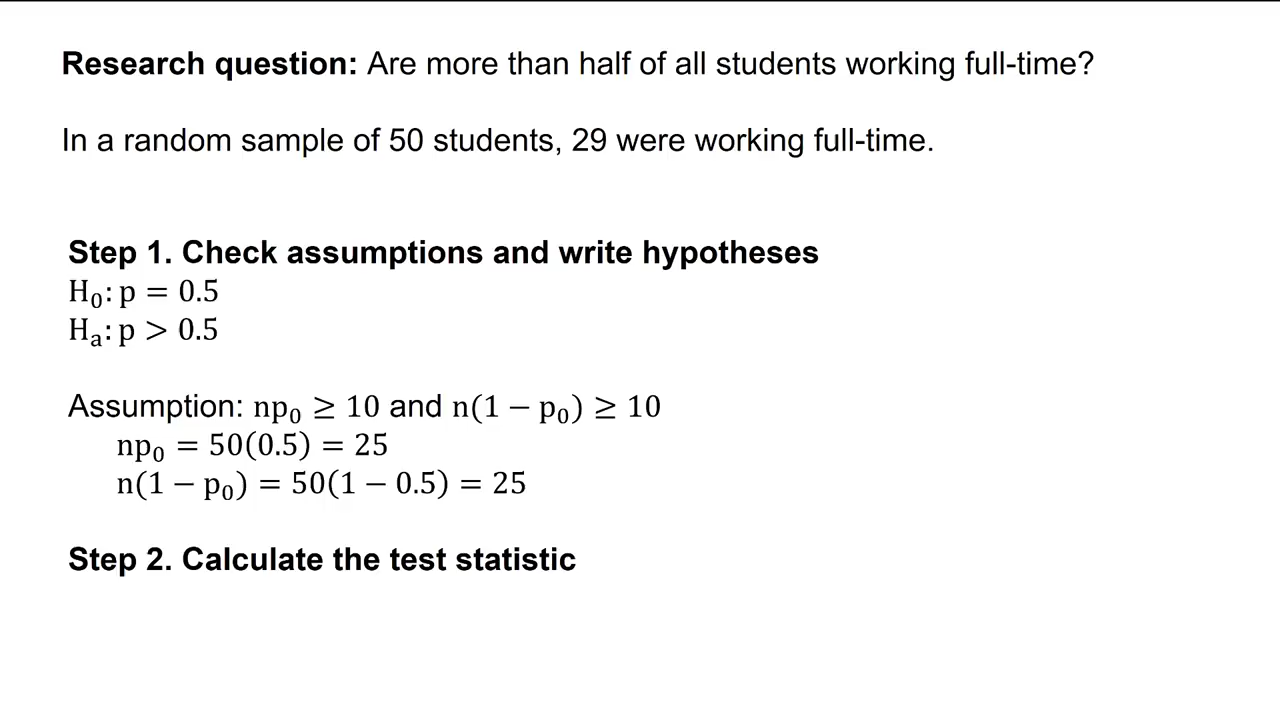 Research question: Are more than half of all students working full-time?
In a random sample of 50 students, 29 were working full-time.
Step 1. Check assumptions and write hypotheses
H₀: p = 0.5
Hₐ: p > 0.5
Assumption: np₀ ≥ 10 and n(1 − p₀) ≥ 10
np₀ = 50(0.5) = 25
n(1 − p₀) = 50(1 − 0.5) = 25
Step 2. Calculate the test statistic